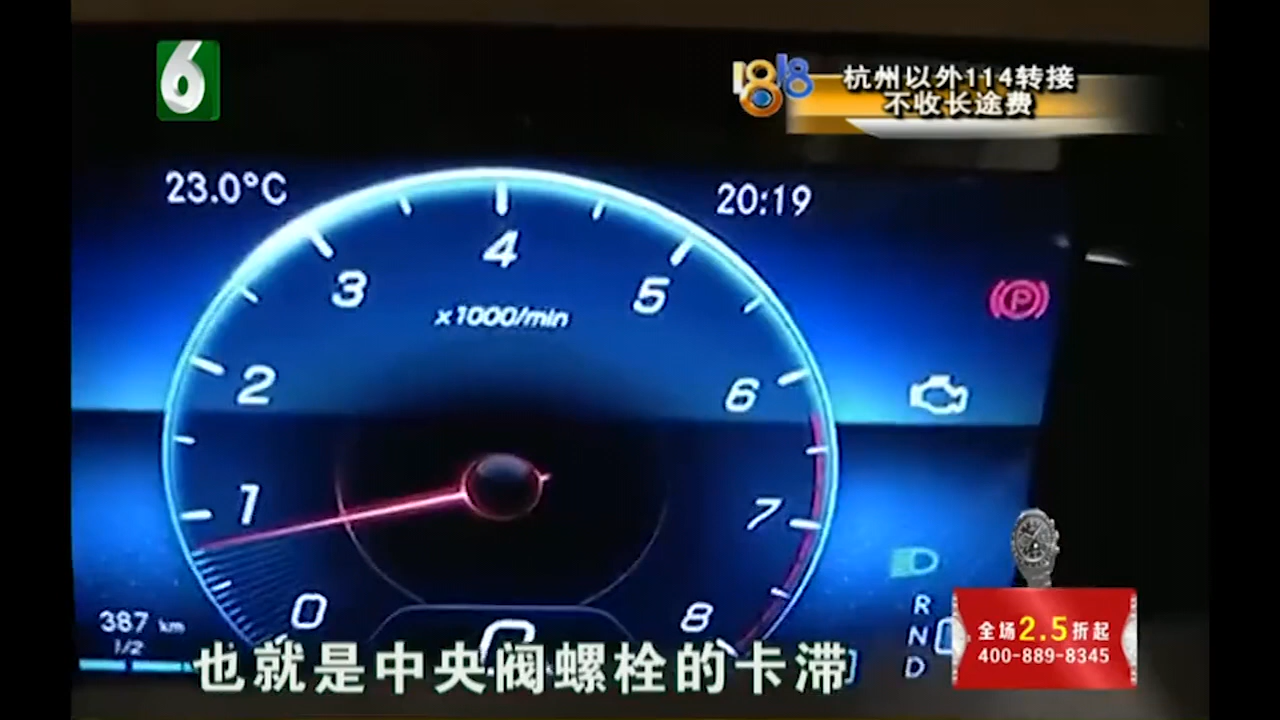 6
1818
杭州以外114转接
不收长途费
23.0°C
20:19
4
3
5
x1000/min
P
2
6
1
7
0
8
387 km
1/2
R
N
D
0
也就是中央阀螺栓的卡滞
全场2.5折起
400-889-8345